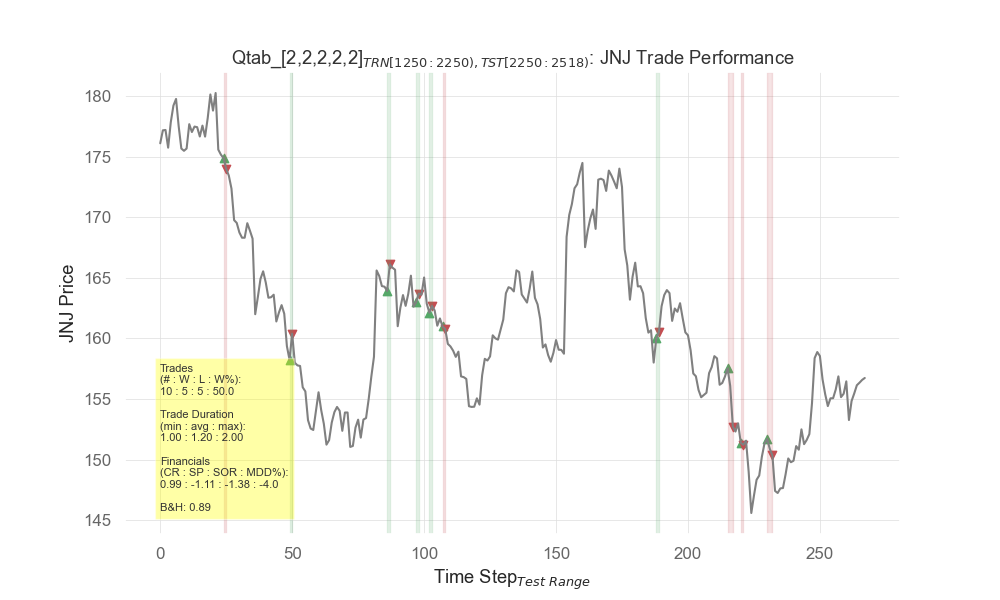 Qtab_[2,2,2,2,2]TRN[1250:2250),TST[2250:2518): JNJ Trade Performance
JNJ Price
180
175
170
165
160
155
150
145
Trades
(# : W : L : W%):
10 : 5 : 5 : 50.0
Trade Duration
(min : avg : max):
1.00 : 1.20 : 2.00
Financials
(CR : SP : SOR : MDD%):
0.99 : -1.11 : -1.38 : -4.0
B&H: 0.89
0 50 100 150 200 250
Time StepTest Range